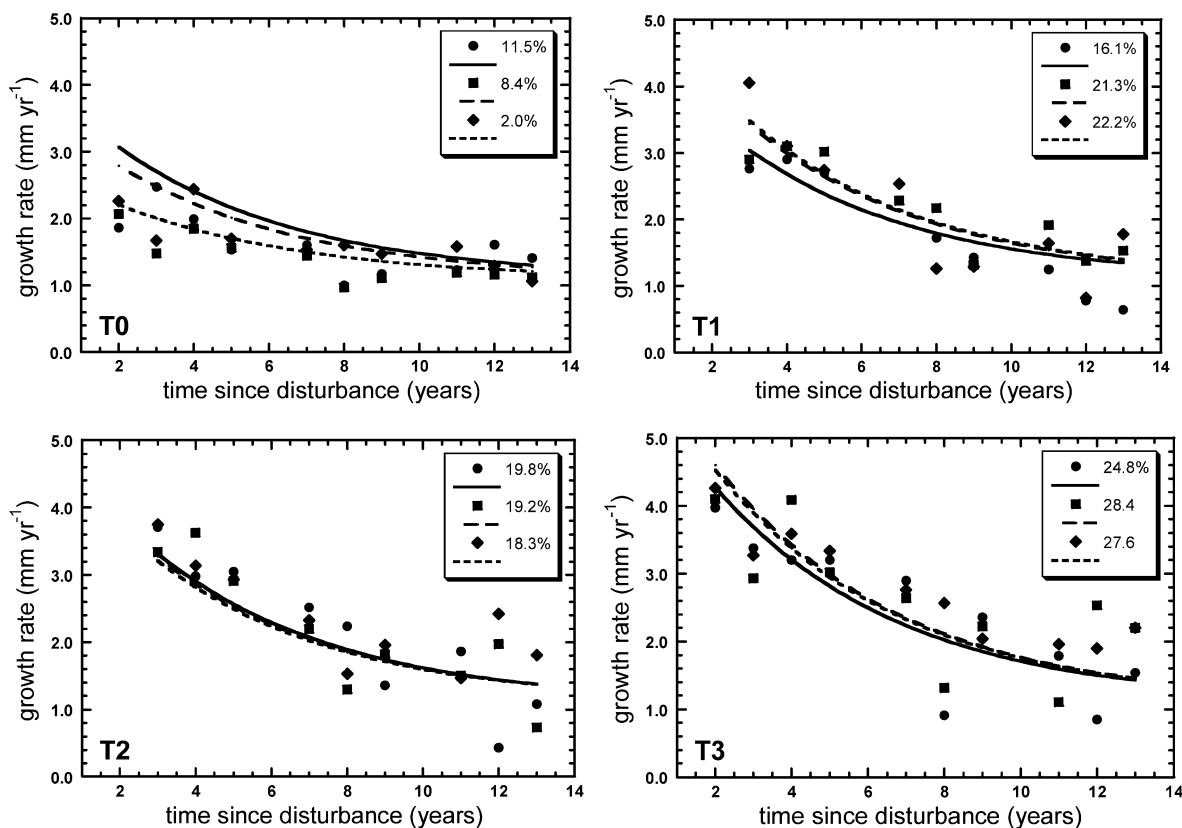 5.0
4.0
3.0
2.0
1.0
0.0
growth rate (mm yr-1)
11.5%
8.4%
2.0%
T0
2 4 6 8 10 12 14
time since disturbance (years)
5.0
4.0
3.0
2.0
1.0
0.0
growth rate (mm yr-1)
16.1%
21.3%
22.2%
T1
2 4 6 8 10 12 14
time since disturbance (years)
5.0
4.0
3.0
2.0
1.0
0.0
growth rate (mm yr-1)
19.8%
19.2%
18.3%
T2
2 4 6 8 10 12 14
time since disturbance (years)
5.0
4.0
3.0
2.0
1.0
0.0
growth rate (mm yr-1)
24.8%
28.4
27.6
T3
2 4 6 8 10 12 14
time since disturbance (years)